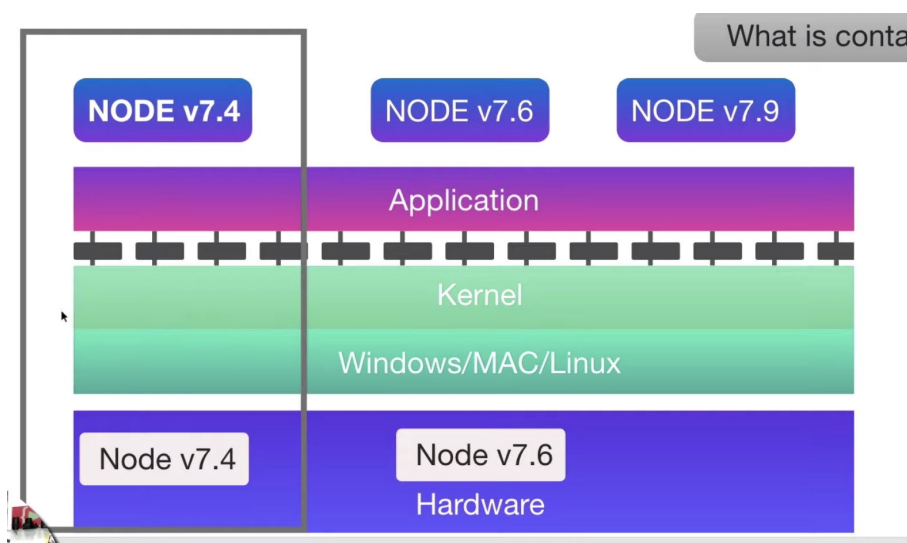 What is conta
NODE v7.4
NODE v7.6
NODE v7.9
Application
Kernel
Windows/MAC/Linux
Node v7.4
Node v7.6
Hardware